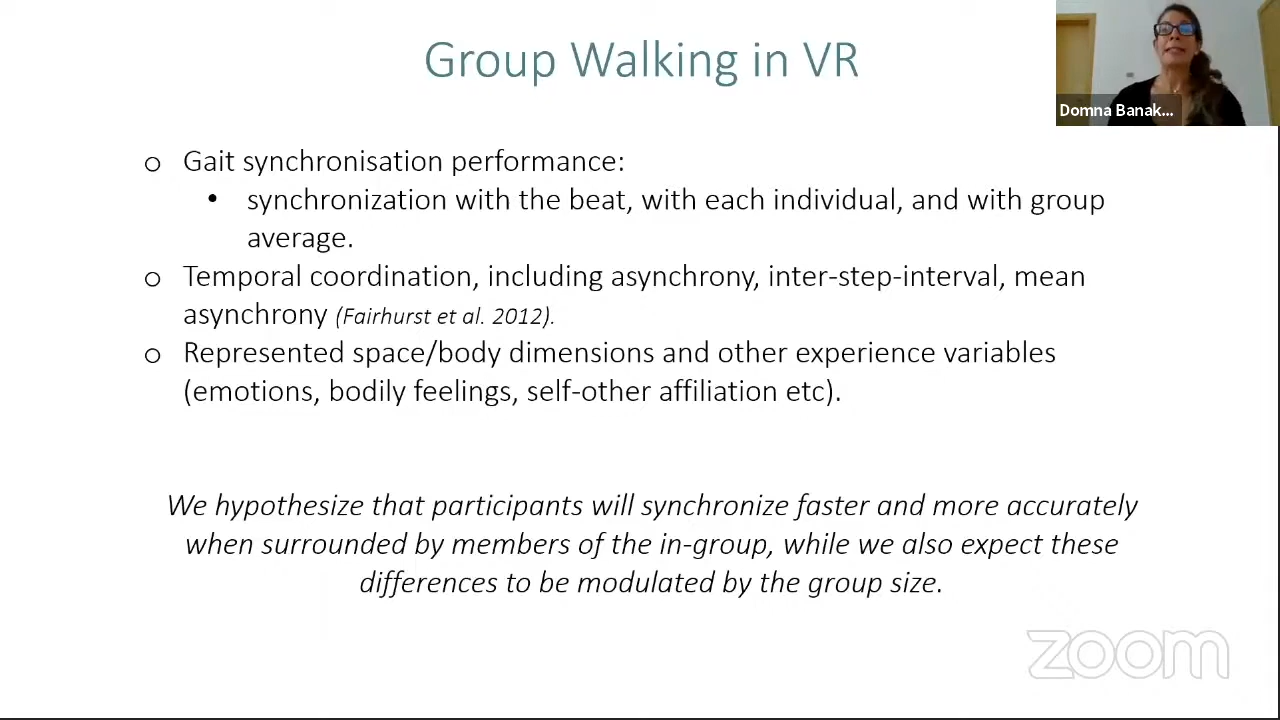 Group Walking in VR
Domna Banak...
o Gait synchronisation performance:
• synchronization with the beat, with each individual, and with group
average.
o Temporal coordination, including asynchrony, inter-step-interval, mean
asynchrony (Fairhurst et al. 2012).
o Represented space/body dimensions and other experience variables
(emotions, bodily feelings, self-other affiliation etc).
We hypothesize that participants will synchronize faster and more accurately
when surrounded by members of the in-group, while we also expect these
differences to be modulated by the group size.
zoom